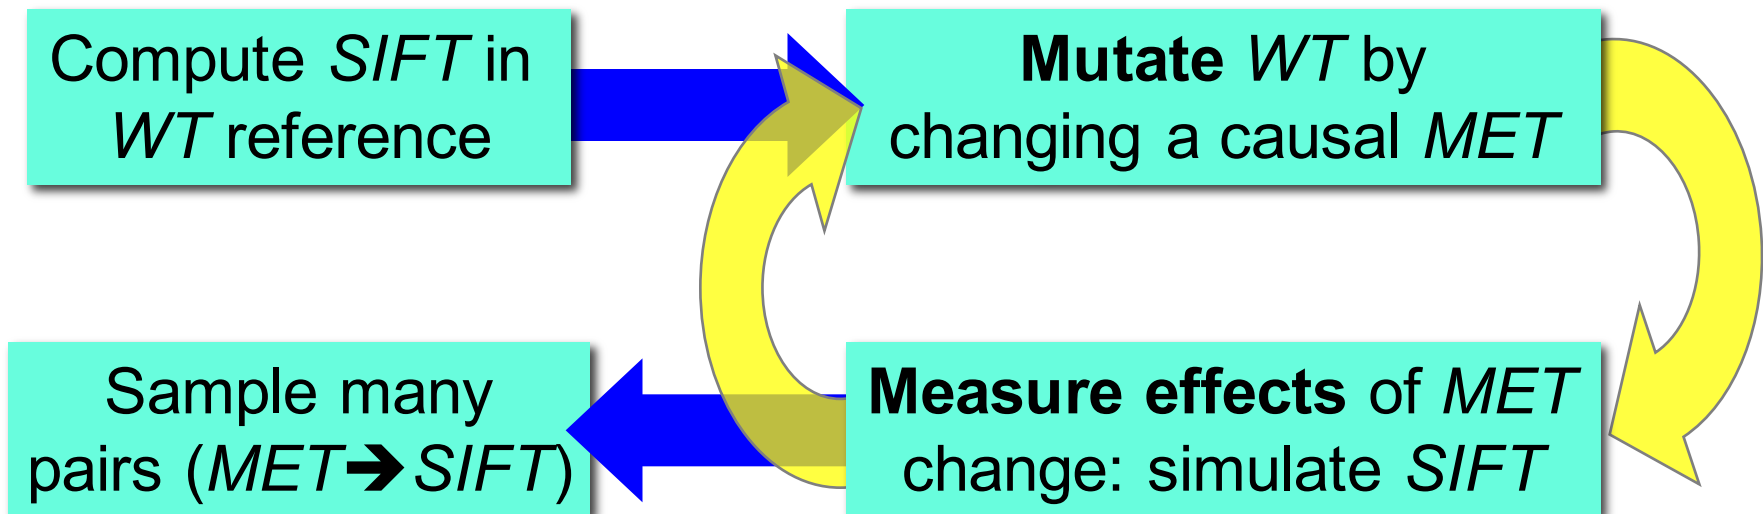 Compute SIFT in
WT reference
Mutate WT by
changing a causal MET
Sample many
pairs (MET➔SIFT)
Measure effects of MET
change: simulate SIFT